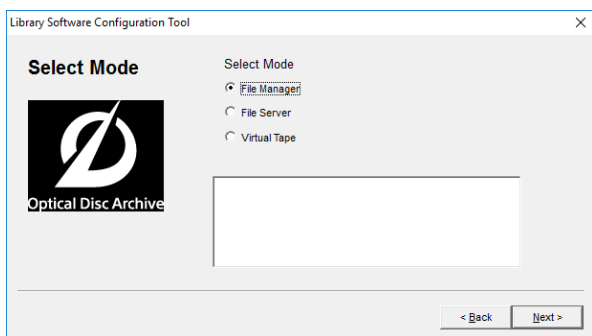 Library Software Configuration Tool
Select Mode
Select Mode
File Manager
File Server
Virtual Tape
Optical Disc Archive
< Back
Next >